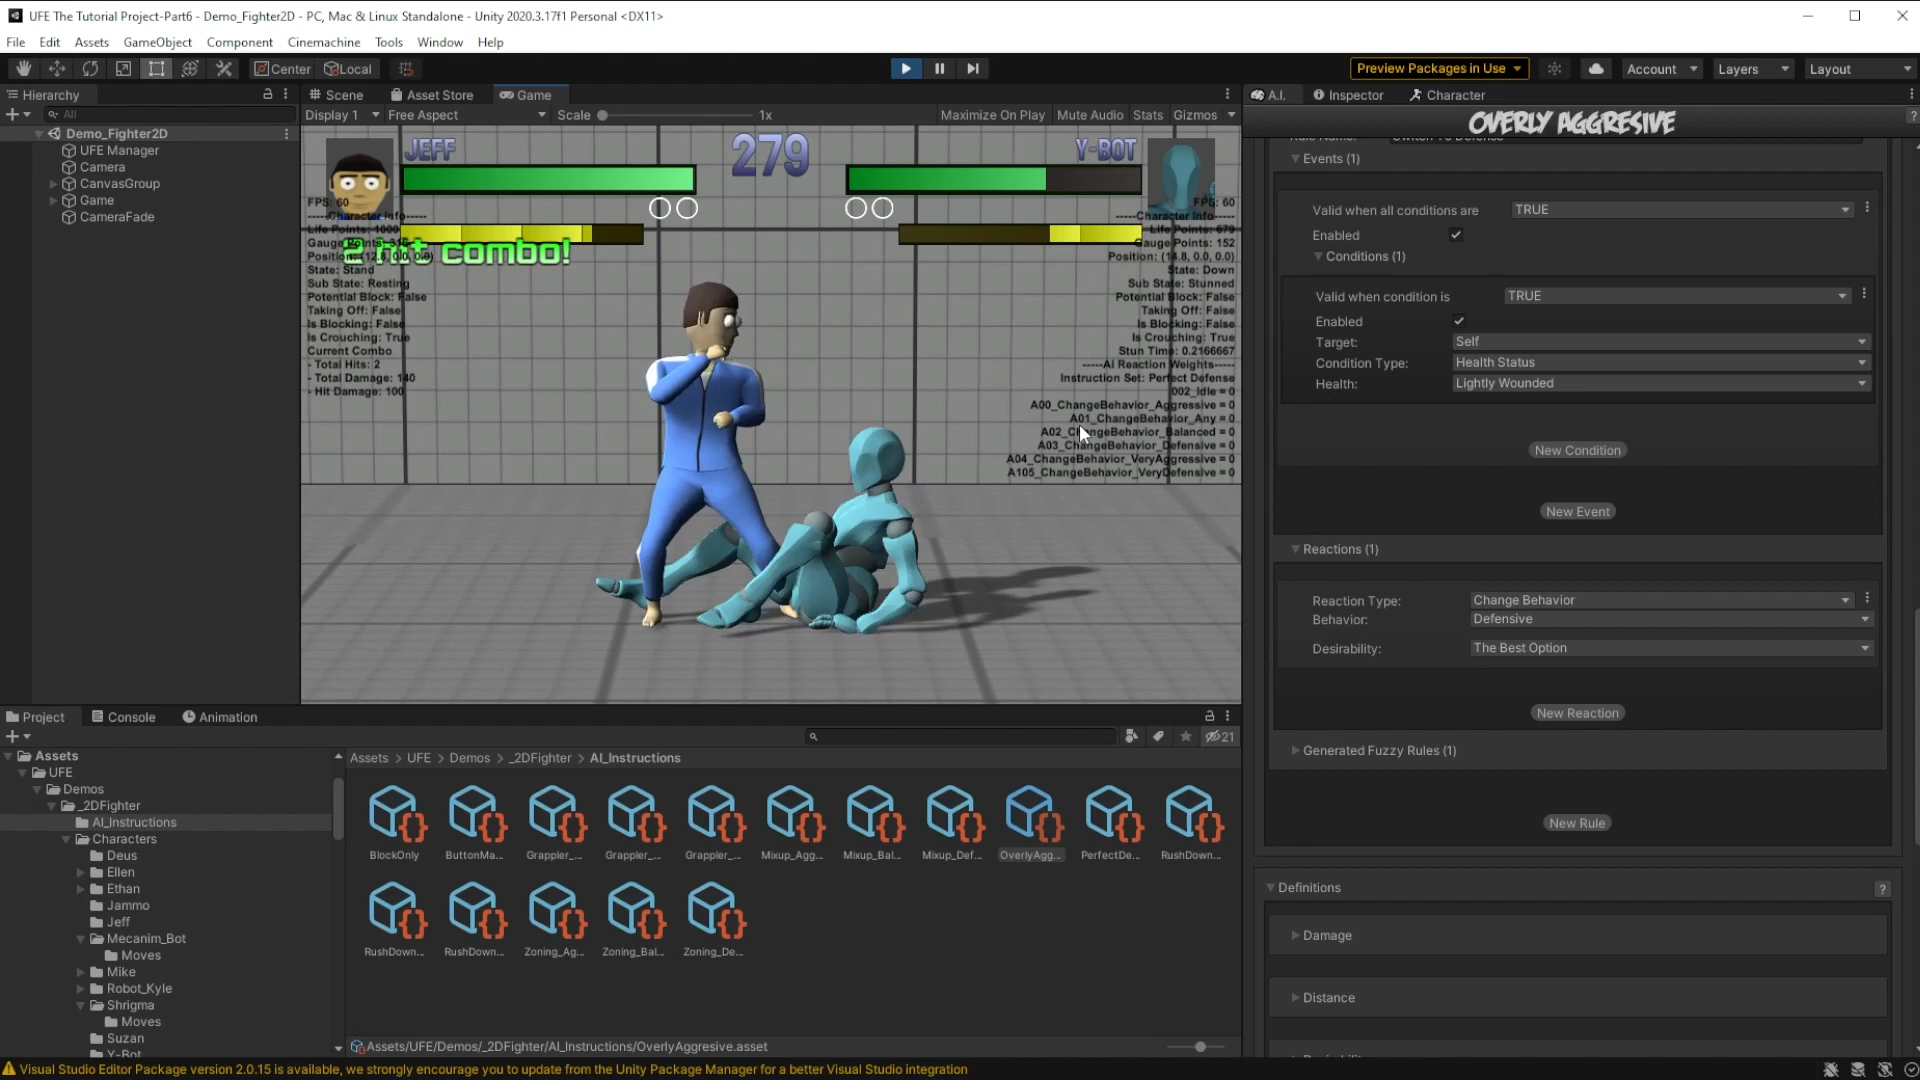 UFE The Tutorial Project-Part6 - Demo_Fighter2D - PC, Mac & Linux Standalone - Unity 2020.3.17f1 Personal <DX11>
File Edit Assets GameObject Component Cinemachine Tools Window Help
Center Local Preview Packages in Use Account Layers Layout
Hierarchy
All
Demo_Fighter2D
UFE Manager
Camera
CanvasGroup
Game
CameraFade
Scene Asset Store Game
Display 1 Free Aspect Scale 1x Maximize On Play Mute Audio Stats Gizmos
JEFF 279 Y-BOT
FPS: 60
-----Character Info-----
Life Points: 1000
Gauge Points:
2 hit combo!
State: Stand
Sub State: Resting
Potential Block: False
Taking Off: False
Is Blocking: False
Is Crouching: True
Current Combo
- Total Hits: 2
- Total Damage: 140
- Hit Damage: 100
FPS: 60
-----Character Info-----
Life Points: 679
Gauge Points: 152
Position: (14.8, 0.0, 0.0)
State: Down
Sub State: Stunned
Potential Block: False
Taking Off: False
Is Blocking: False
Is Crouching: True
Stun Time: 0.2166667
-----AI Reaction Weights-----
Instruction Set: Perfect Defense
002_Idle = 0
A00_ChangeBehavior_Aggressive = 0
A01_ChangeBehavior_Any = 0
A02_ChangeBehavior_Balanced = 0
A03_ChangeBehavior_Defensive = 0
A04_ChangeBehavior_VeryAggressive = 0
A105_ChangeBehavior_VeryDefensive = 0
A.I. Inspector Character
OVERLY AGGRESIVE
?
Events (1)
Valid when all conditions are TRUE
Enabled
Conditions (1)
Valid when condition is TRUE
Enabled
Target: Self
Condition Type: Health Status
Health: Lightly Wounded
New Condition
New Event
Reactions (1)
Reaction Type: Change Behavior
Behavior: Defensive
Desirability: The Best Option
New Reaction
Generated Fuzzy Rules (1)
New Rule
Definitions ?
Damage
Distance
Project Console Animation
21
Assets
UFE
Demos
_2DFighter
AI_Instructions
Characters
Deus
Ellen
Ethan
Jammo
Jeff
Mecanim_Bot
Moves
Mike
Robot_Kyle
Shrigma
Moves
Suzan
Y-Bot
Assets > UFE > Demos > _2DFighter > AI_Instructions
BlockOnly ButtonMa... Grappler_... Grappler_... Grappler_... Mixup_Agg... Mixup_Bal... Mixup_Def... OverlyAgg... PerfectDe... RushDown...
RushDown... RushDown... Zoning_Ag... Zoning_Bal... Zoning_De...
Assets/UFE/Demos/_2DFighter/AI_Instructions/OverlyAggresive.asset
Visual Studio Editor Package version 2.0.15 is available, we strongly encourage you to update from the Unity Package Manager for a better Visual Studio integration